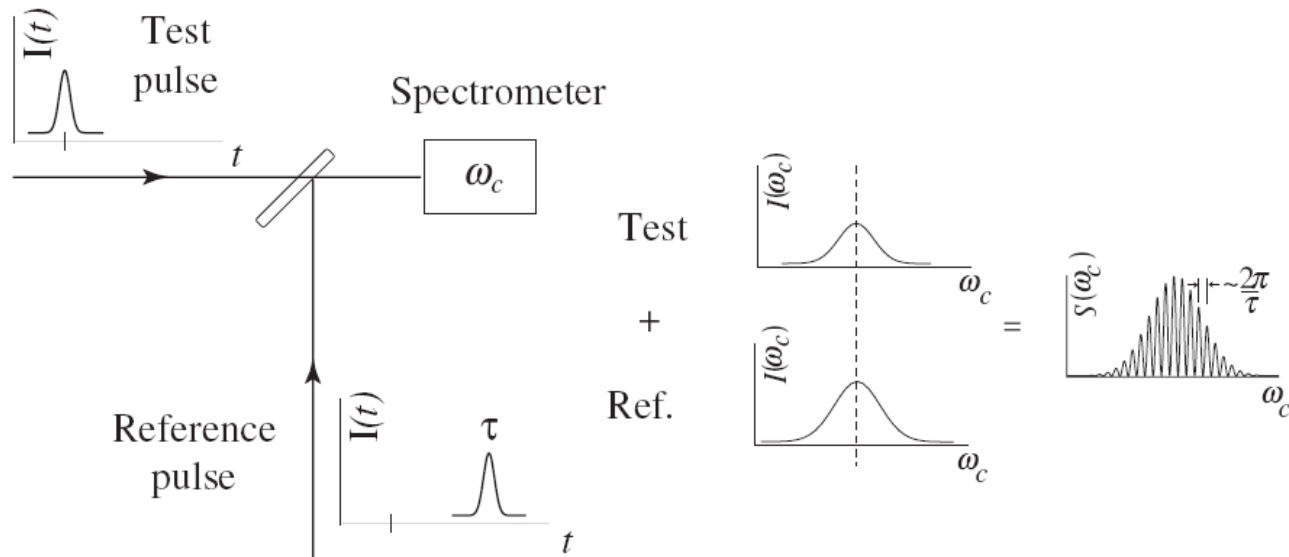 I(t)
Test
pulse
t
Spectrometer
ω_c
Reference
pulse
I(t)
τ
t
Test
+
Ref.
I(ω_c)
ω_c
I(ω_c)
ω_c
=
S(ω_c)
~2π
τ
ω_c